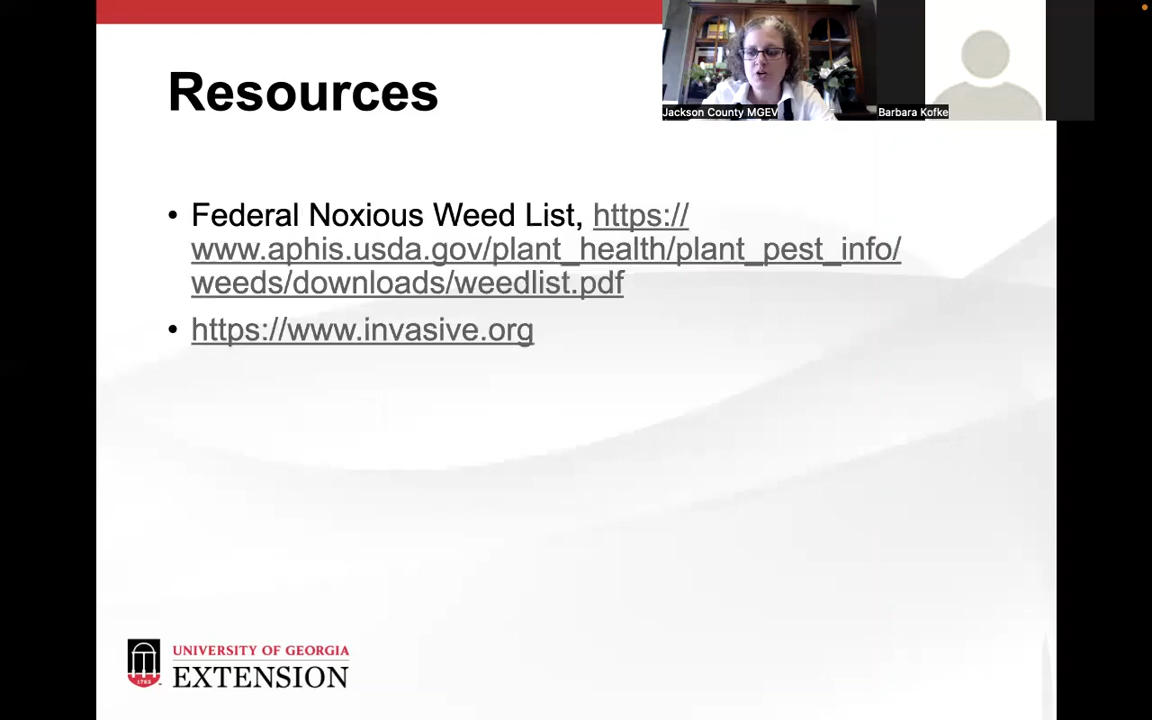 Resources
Jackson County MGEV
Barbara Kofke
• Federal Noxious Weed List, https://
www.aphis.usda.gov/plant_health/plant_pest_info/
weeds/downloads/weedlist.pdf
• https://www.invasive.org
1785
UNIVERSITY OF GEORGIA
EXTENSION